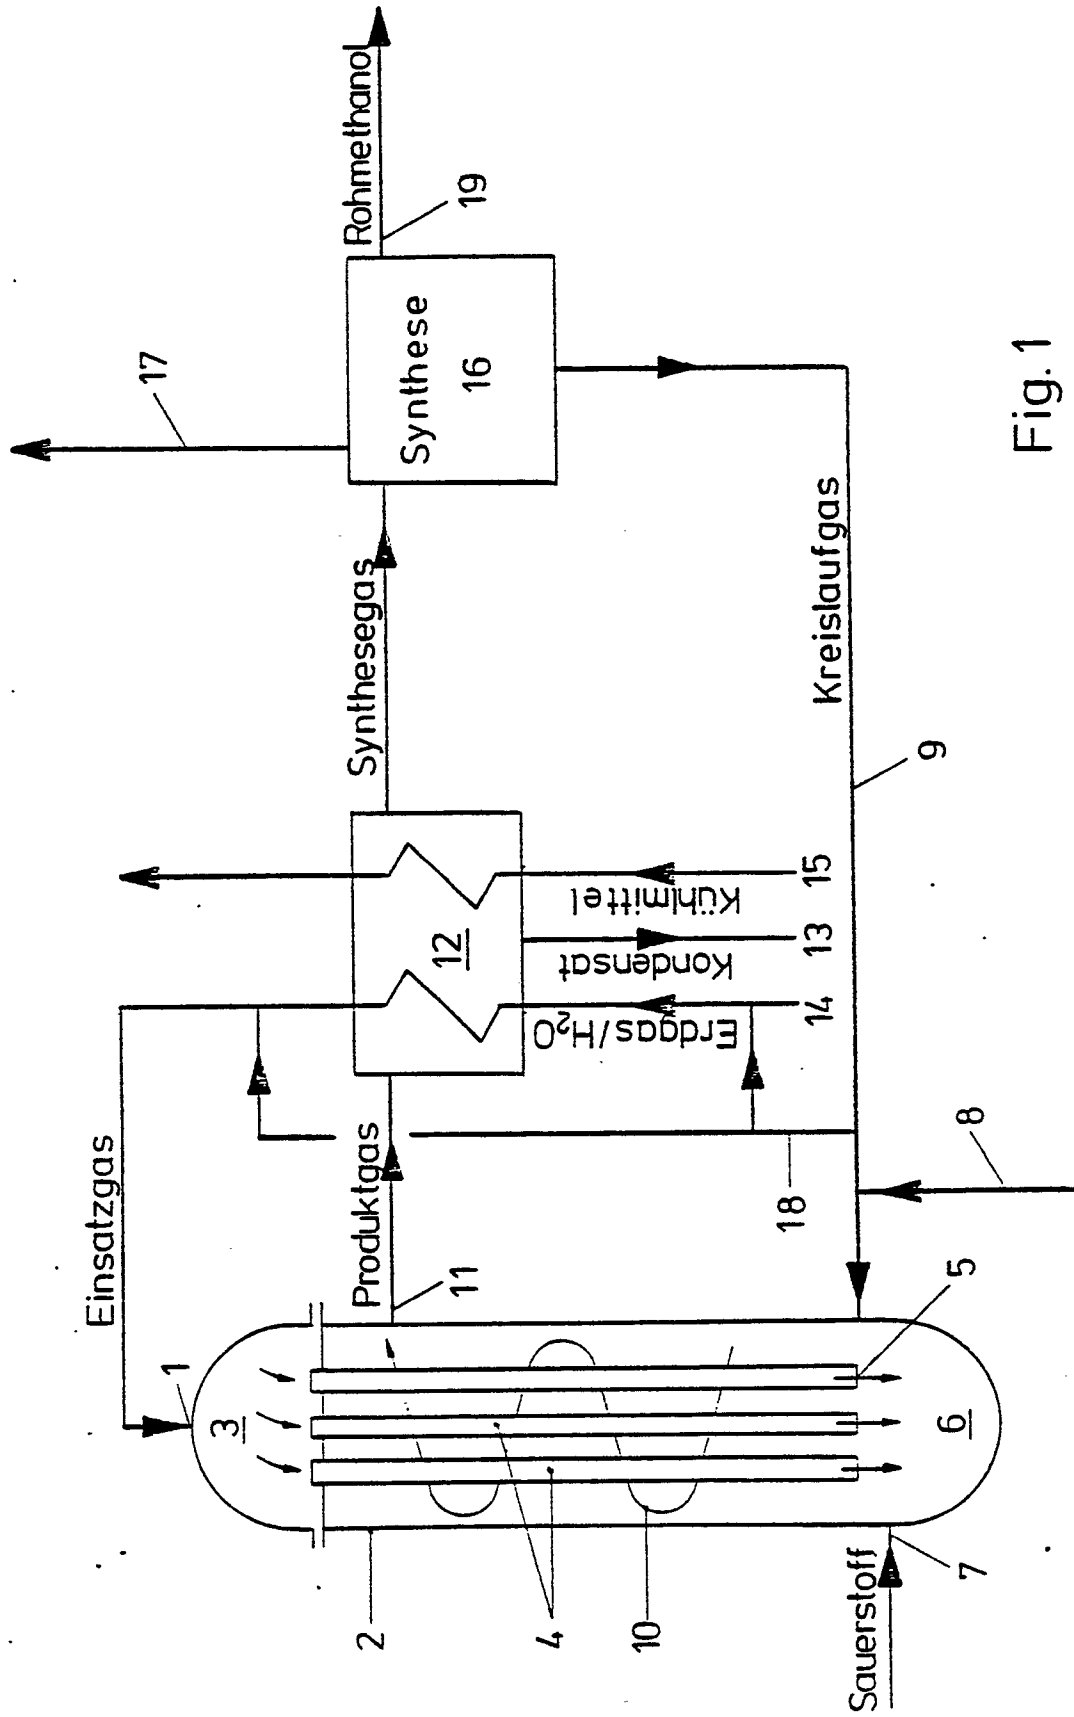 Einsatzgas
1
3
2
4
10
5
6
Sauerstoff
7
8
Produktgas
11
18
12
Erdgas/H₂O
14
Kondensat
13
Kühlmittel
15
Synthesegas
Synthese
16
17
Rohmethanol
19
Kreislaufgas
9
Fig. 1